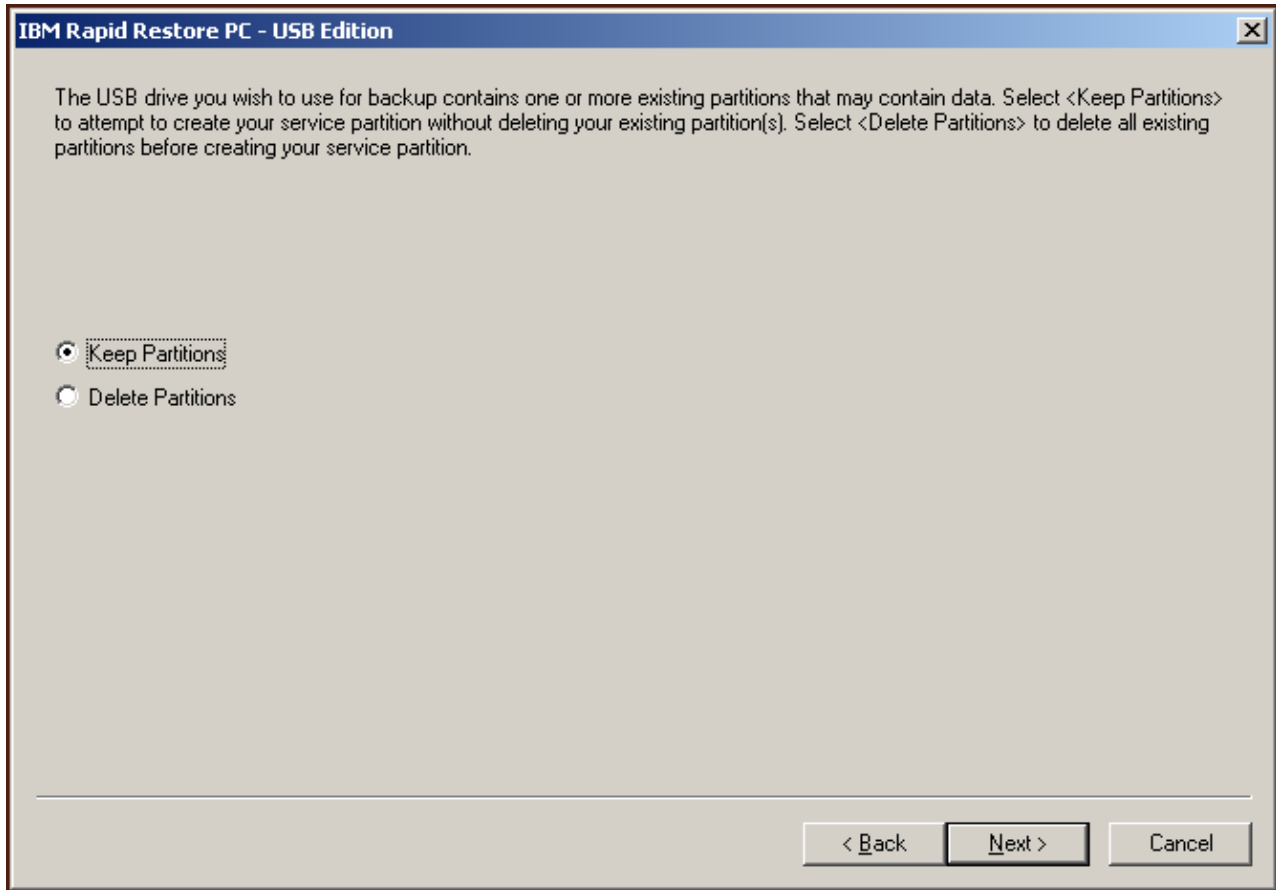 IBM Rapid Restore PC - USB Edition
The USB drive you wish to use for backup contains one or more existing partitions that may contain data. Select <Keep Partitions>
to attempt to create your service partition without deleting your existing partition(s). Select <Delete Partitions> to delete all existing
partitions before creating your service partition.
Keep Partitions
Delete Partitions
< Back Next > Cancel